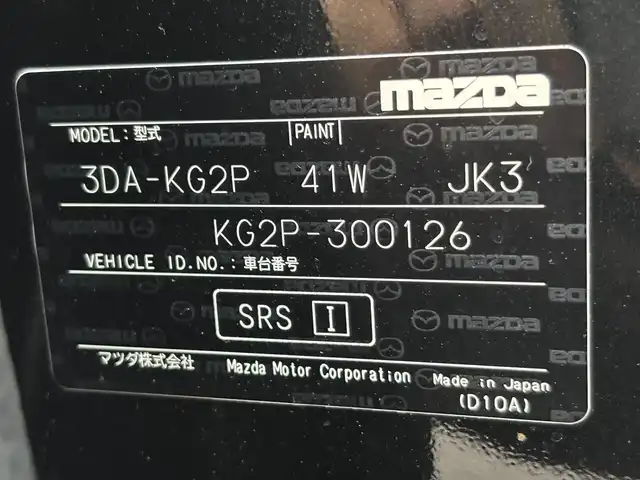 mazda
MODEL : 型式 |PAINT|
3DA-KG2P 41W JK3
KG2P-300126
VEHICLE ID.NO. : 車台番号
SRS I
マツダ株式会社 Mazda Motor Corporation Made in Japan
(D10A)